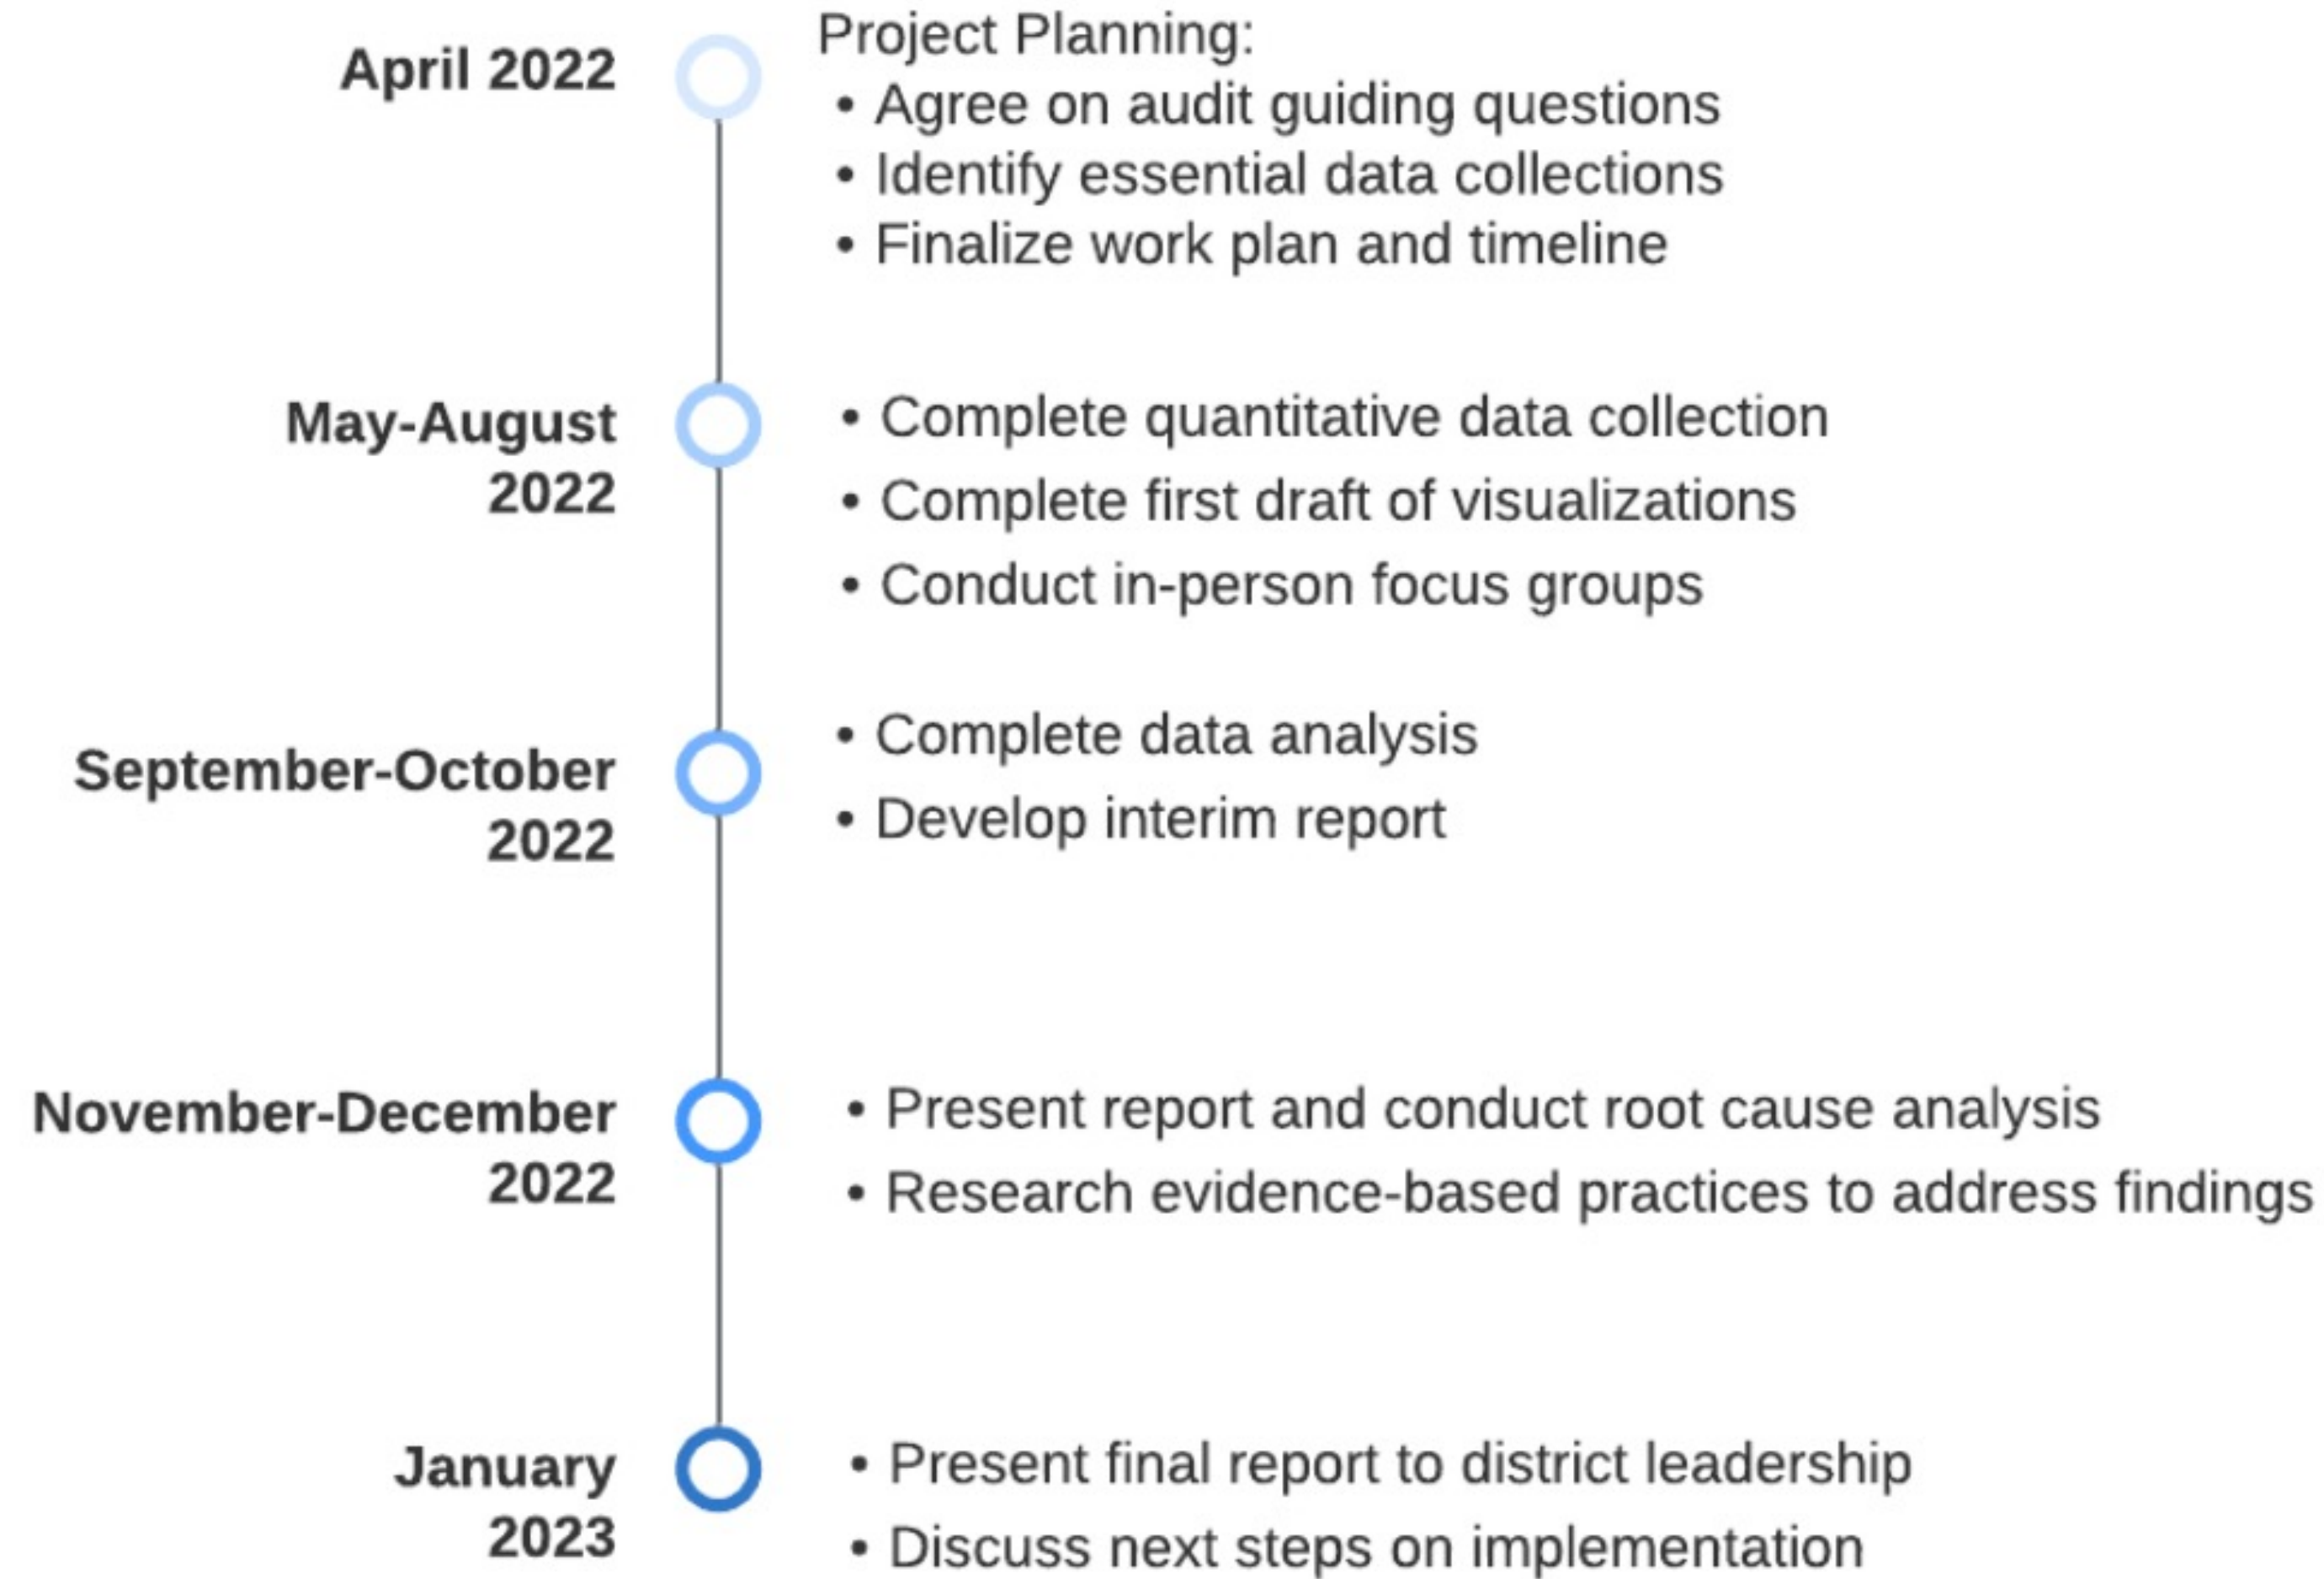 April 2022
Project Planning:
• Agree on audit guiding questions
• Identify essential data collections
• Finalize work plan and timeline
May-August
2022
• Complete quantitative data collection
• Complete first draft of visualizations
• Conduct in-person focus groups
September-October
2022
• Complete data analysis
• Develop interim report
November-December
2022
• Present report and conduct root cause analysis
• Research evidence-based practices to address findings
January
2023
• Present final report to district leadership
• Discuss next steps on implementation